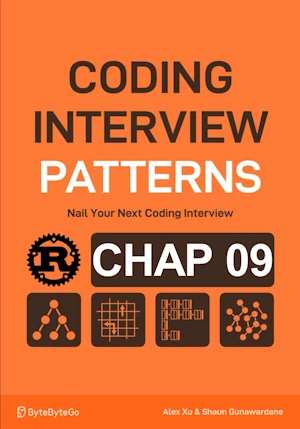 CODING
INTERVIEW
PATTERNS
Nail Your Next Coding Interview
R
CHAP 09
ByteByteGo
Alex Xu & Shaun Gunawardane